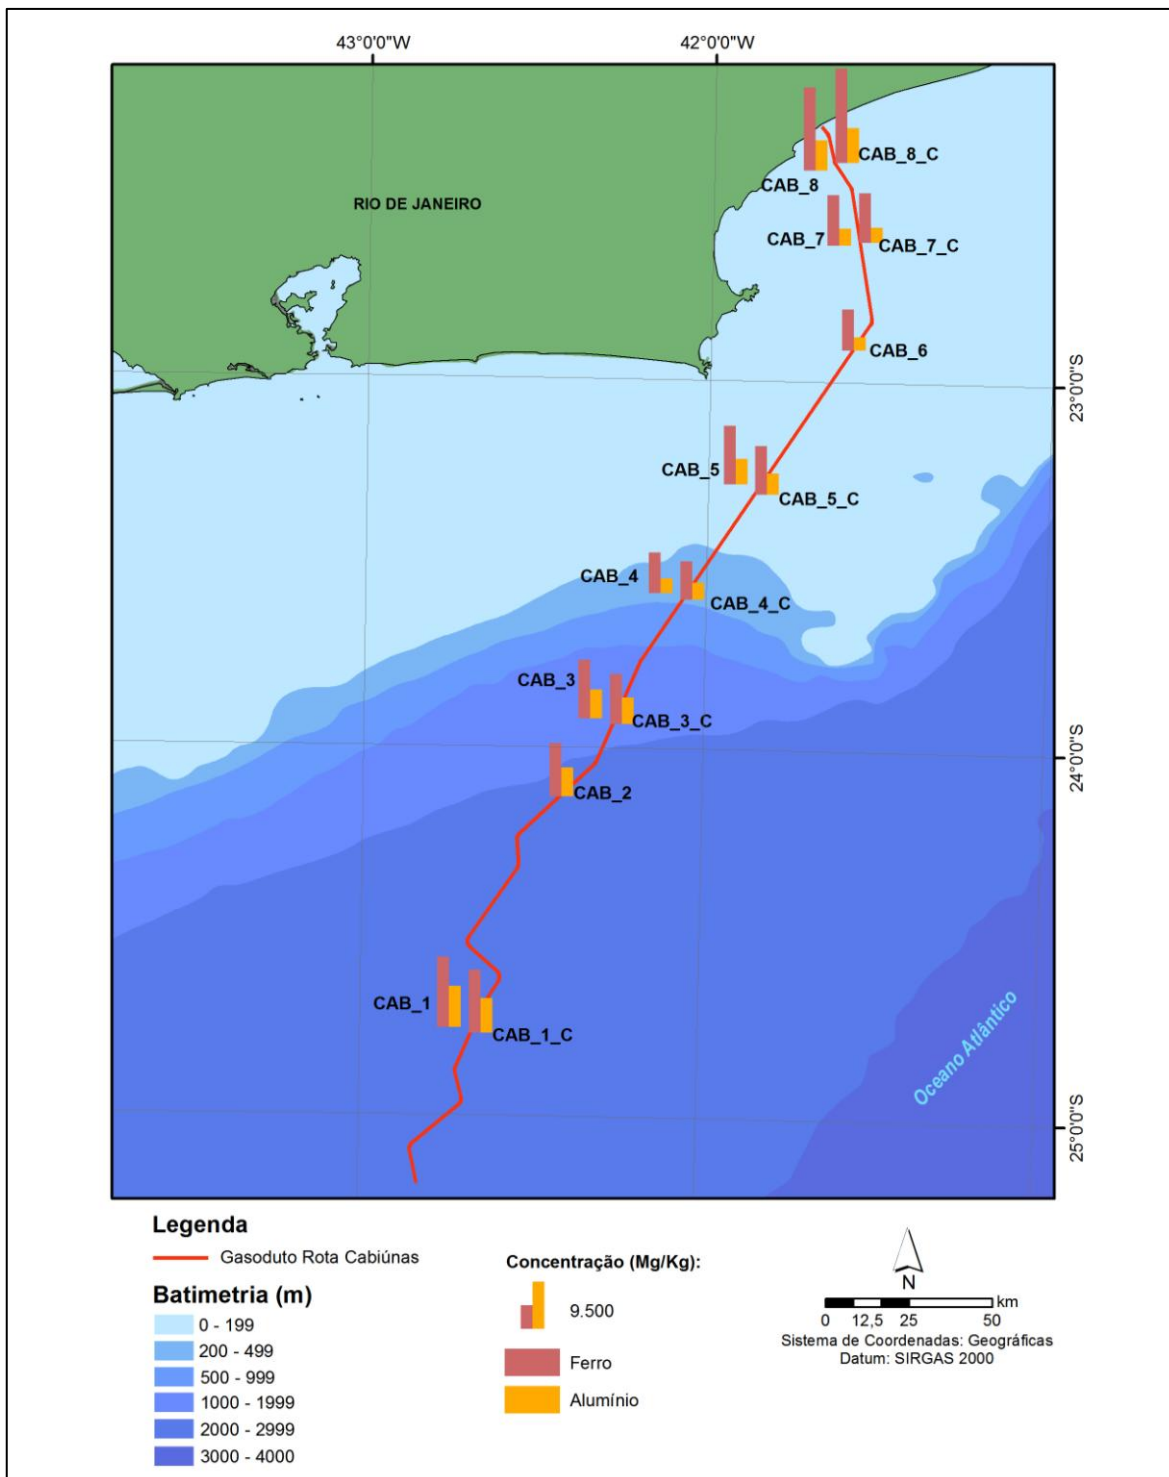 43°0'0"W
42°0'0"W
CAB_8_C
CAB_8
RIO DE JANEIRO
CAB_7
CAB_7_C
CAB_6
23°0'0"S
CAB_5
CAB_5_C
CAB_4
CAB_4_C
CAB_3
CAB_3_C
24°0'0"S
CAB_2
CAB_1
CAB_1_C
Oceano Atlântico
25°0'0"S
Legenda
Gasoduto Rota Cabiúnas
Batimetria (m)
0 - 199
200 - 499
500 - 999
1000 - 1999
2000 - 2999
3000 - 4000
Concentração (Mg/Kg):
9.500
Ferro
Alumínio
N
km
0 12,5 25 50
Sistema de Coordenadas: Geográficas
Datum: SIRGAS 2000